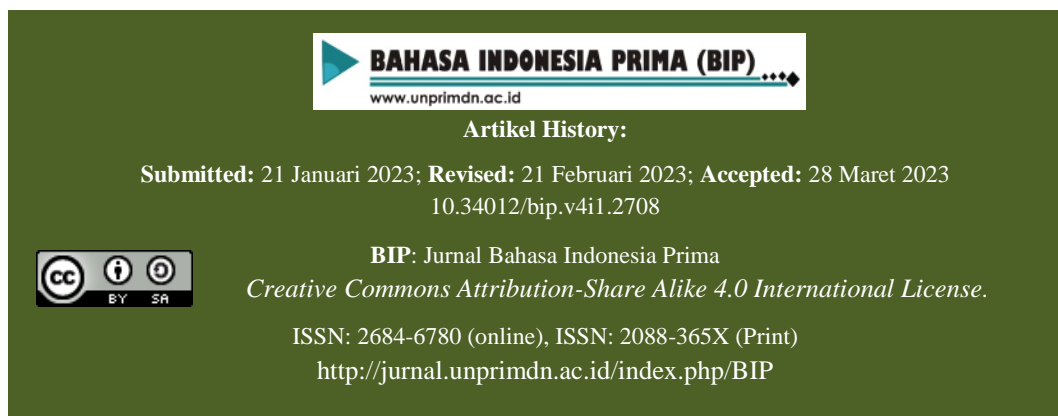 BAHASA INDONESIA PRIMA (BIP)
www.unprimdn.ac.id
Artikel History:
Submitted: 21 Januari 2023; Revised: 21 Februari 2023; Accepted: 28 Maret 2023
10.34012/bip.v4i1.2708
BIP: Jurnal Bahasa Indonesia Prima
cc BY SA
Creative Commons Attribution-Share Alike 4.0 International License.
ISSN: 2684-6780 (online), ISSN: 2088-365X (Print)
http://jurnal.unprimdn.ac.id/index.php/BIP